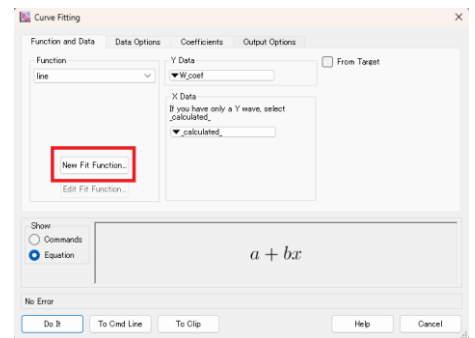 Curve Fitting
Function and Data
Data Options
Coefficients
Output Options
Function
line
New Fit Function...
Edit Fit Function...
Y Data
W_coef
X Data
If you have only a Y wave, select
_calculated_
_calculated_
From Target
Show
Commands
Equation
a + bx
No Error
Do It
To Cmd Line
To Clip
Help
Cancel